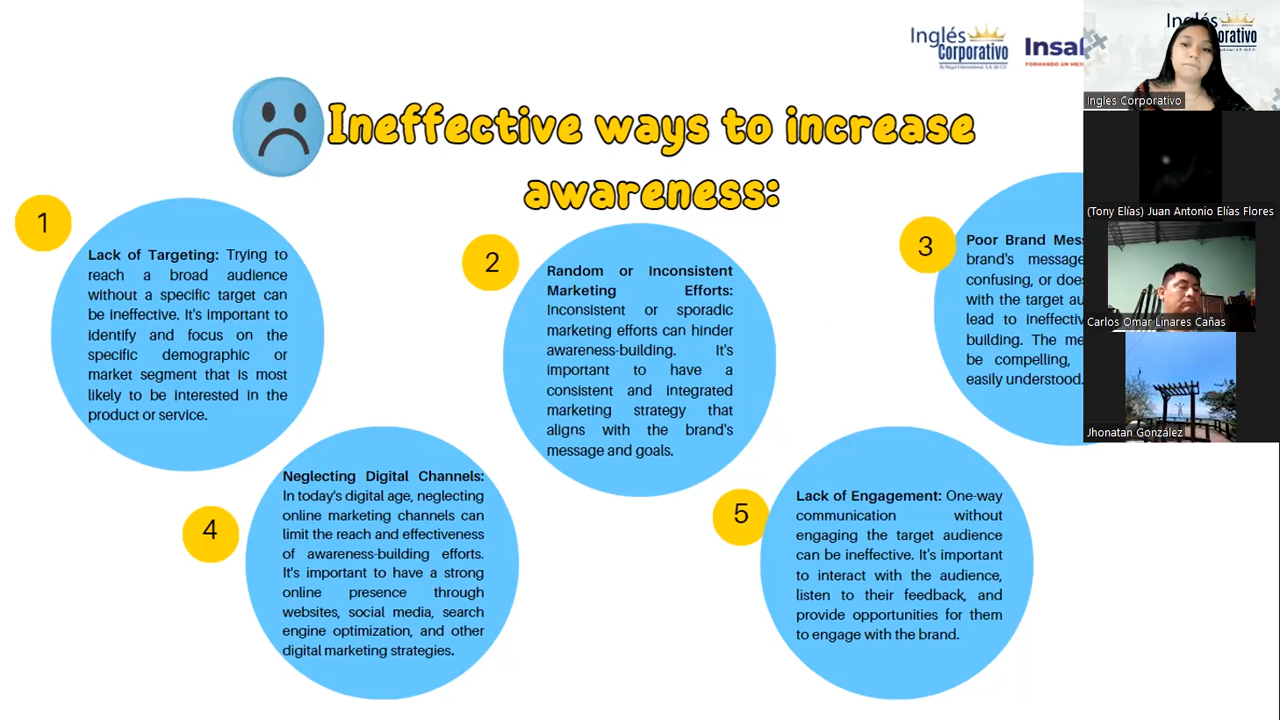 Inglés
Corporativo
Insaf
FORMANDO UN MEJ
Ineffective ways to increase
awareness:
1
Lack of Targeting: Trying to
reach a broad audience
without a specific target can
be ineffective. It's important to
identify and focus on the
specific demographic or
market segment that is most
likely to be interested in the
product or service.
2
Random or Inconsistent
Marketing Efforts:
Inconsistent or sporadic
marketing efforts can hinder
awareness-building. It's
important to have a
consistent and integrated
marketing strategy that
aligns with the brand's
message and goals.
3
Poor Brand Mess
brand's message
confusing, or doe
with the target au
lead to ineffectiv
building. The me
be compelling,
easily understood.
4
Neglecting Digital Channels:
In today's digital age, neglecting
online marketing channels can
limit the reach and effectiveness
of awareness-building efforts.
It's important to have a strong
online presence through
websites, social media, search
engine optimization, and other
digital marketing strategies.
5
Lack of Engagement: One-way
communication without
engaging the target audience
can be ineffective. It's important
to interact with the audience,
listen to their feedback, and
provide opportunities for them
to engage with the brand.
Ingles Corporativo
(Tony Elías) Juan Antonio Elías Flores
Carlos Omar Linares Cañas
Jhonatan González